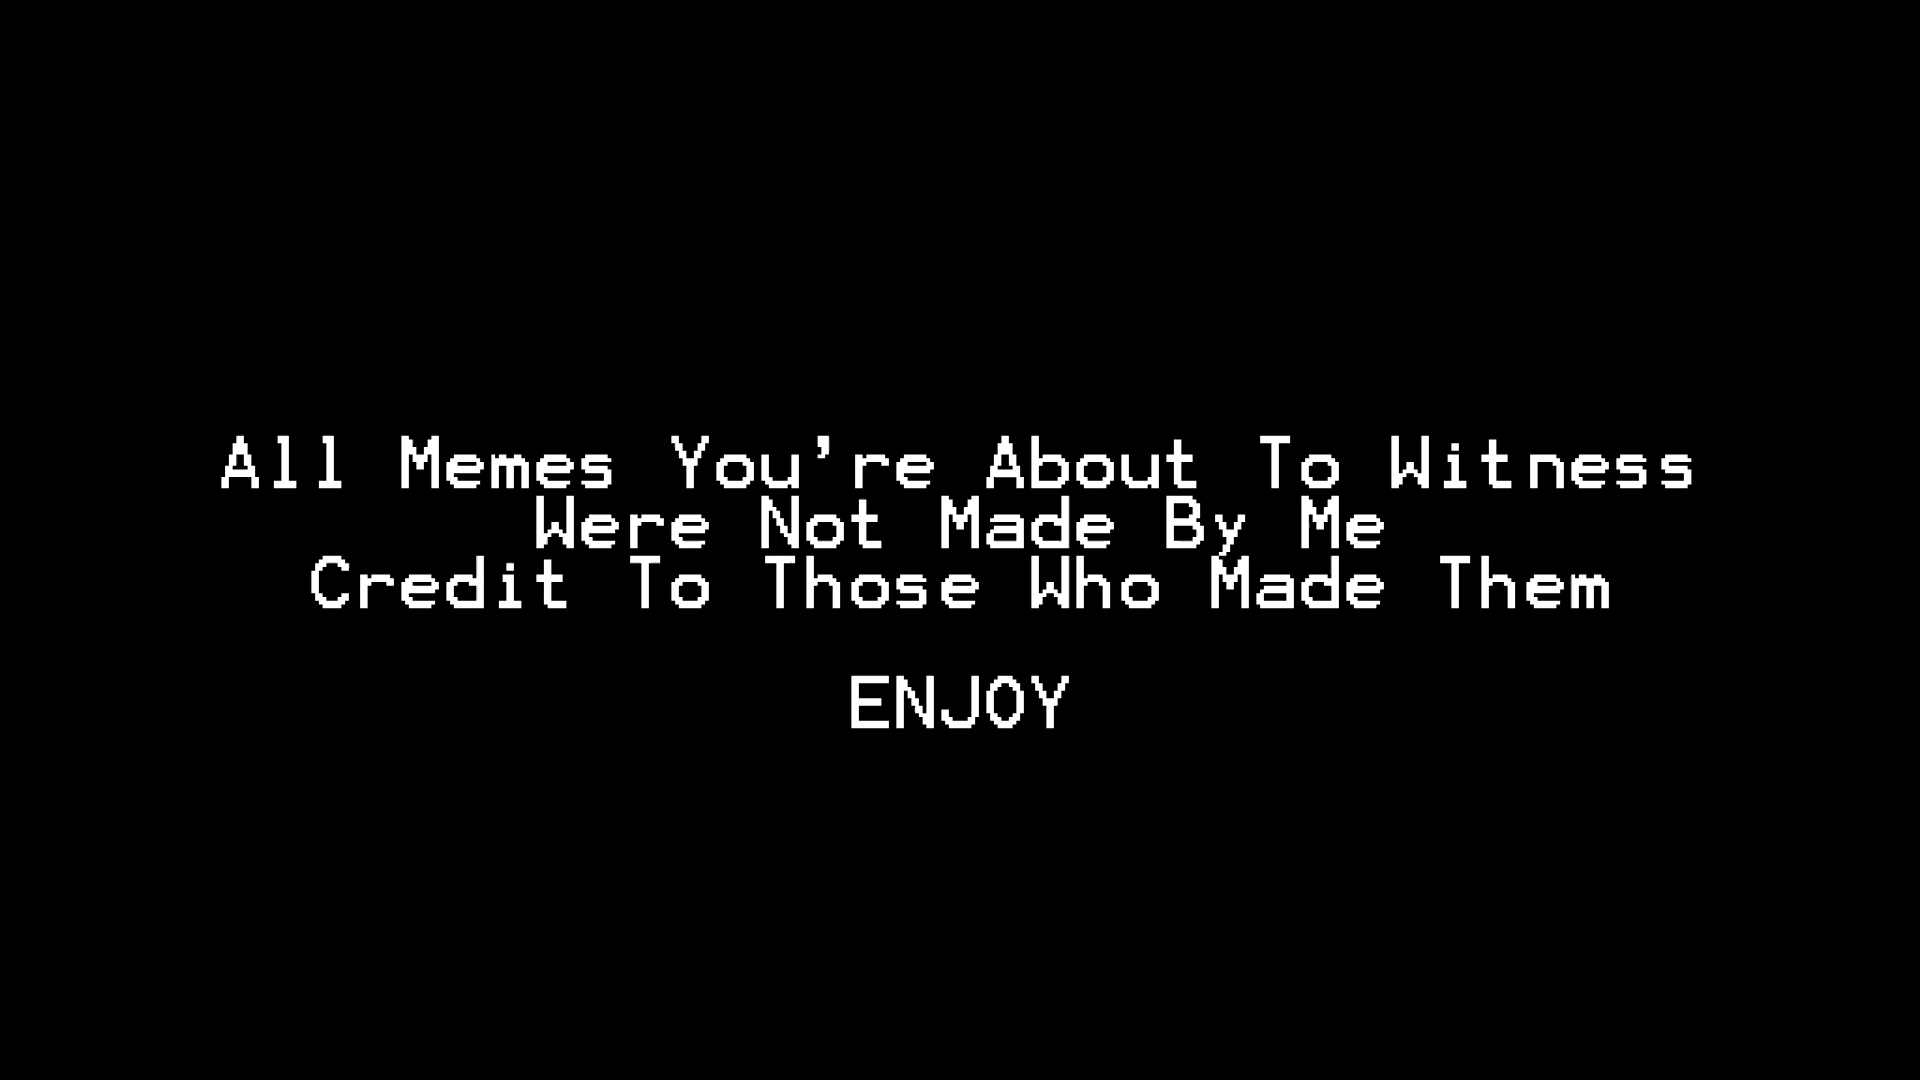 All Memes You're About To Witness
Were Not Made By Me
Credit To Those Who Made Them
ENJOY